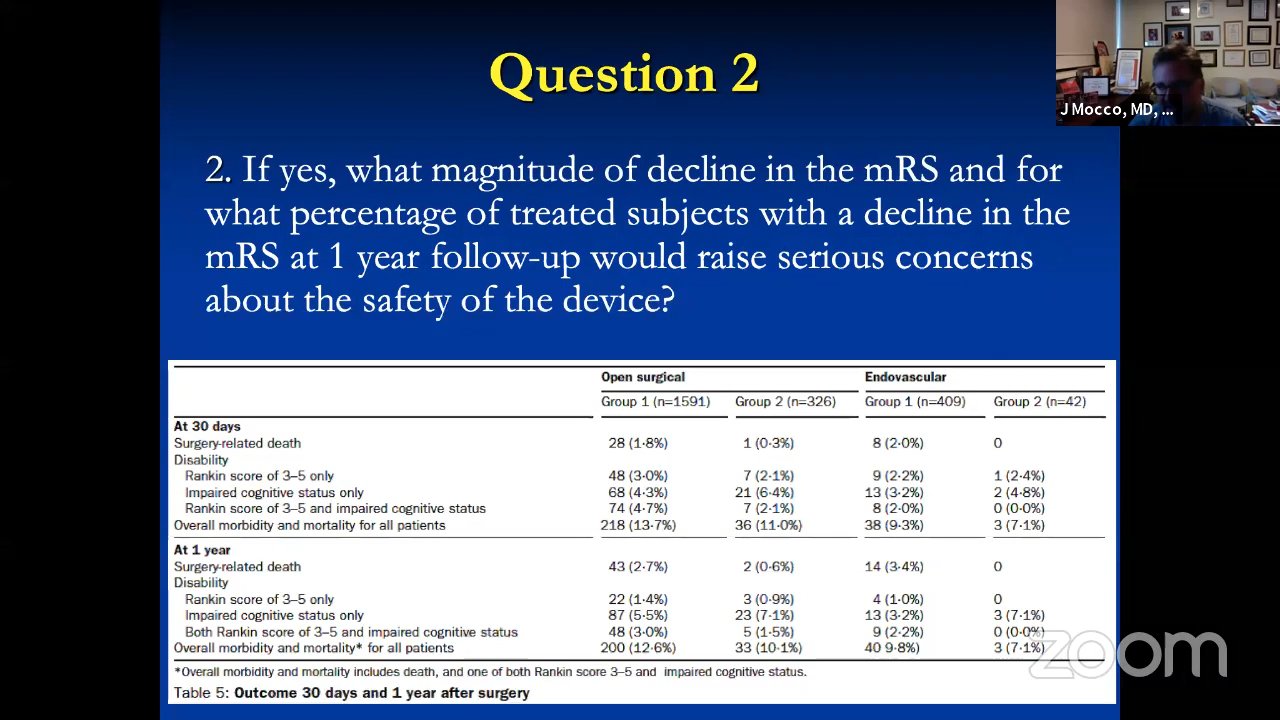 Question 2
J Mocco, MD, ...
2. If yes, what magnitude of decline in the mRS and for
what percentage of treated subjects with a decline in the
mRS at 1 year follow-up would raise serious concerns
about the safety of the device?
Open surgical Endovascular
Group 1 (n=1591) Group 2 (n=326) Group 1 (n=409) Group 2 (n=42)
At 30 days
Surgery-related death 28 (1·8%) 1 (0·3%) 8 (2·0%) 0
Disability
Rankin score of 3–5 only 48 (3·0%) 7 (2·1%) 9 (2·2%) 1 (2·4%)
Impaired cognitive status only 68 (4·3%) 21 (6·4%) 13 (3·2%) 2 (4·8%)
Rankin score of 3–5 and impaired cognitive status 74 (4·7%) 7 (2·1%) 8 (2·0%) 0 (0·0%)
Overall morbidity and mortality for all patients 218 (13·7%) 36 (11·0%) 38 (9·3%) 3 (7·1%)
At 1 year
Surgery-related death 43 (2·7%) 2 (0·6%) 14 (3·4%) 0
Disability
Rankin score of 3–5 only 22 (1·4%) 3 (0·9%) 4 (1·0%) 0
Impaired cognitive status only 87 (5·5%) 23 (7·1%) 13 (3·2%) 3 (7·1%)
Both Rankin score of 3–5 and impaired cognitive status 48 (3·0%) 5 (1·5%) 9 (2·2%) 0 (0·0%)
Overall morbidity and mortality* for all patients 200 (12·6%) 33 (10·1%) 40 9·8%) 3 (7·1%)
*Overall morbidity and mortality includes death, and one of both Rankin score 3–5 and impaired cognitive status.
Table 5: Outcome 30 days and 1 year after surgery
zoom